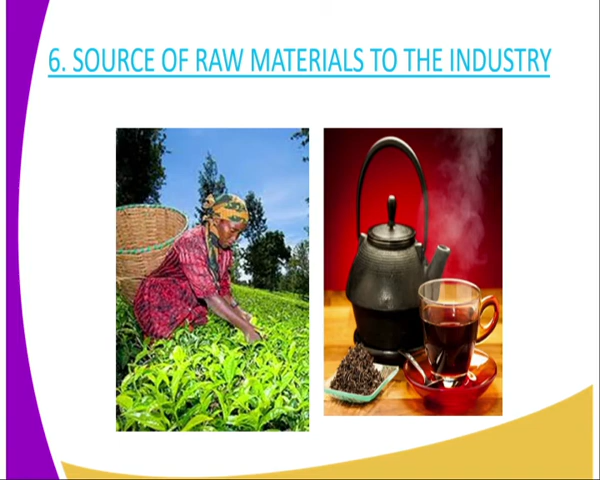 6. SOURCE OF RAW MATERIALS TO THE INDUSTRY